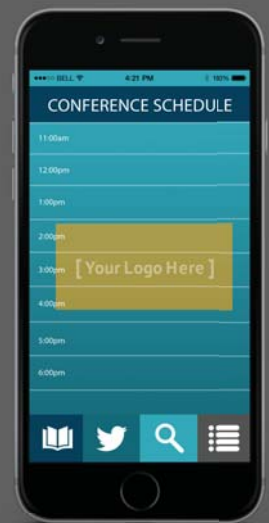 BELL 4:21 PM 100%
CONFERENCE SCHEDULE
11:00am
12:00pm
1:00pm
2:00pm
3:00pm [Your Logo Here]
4:00pm
5:00pm
6:00pm